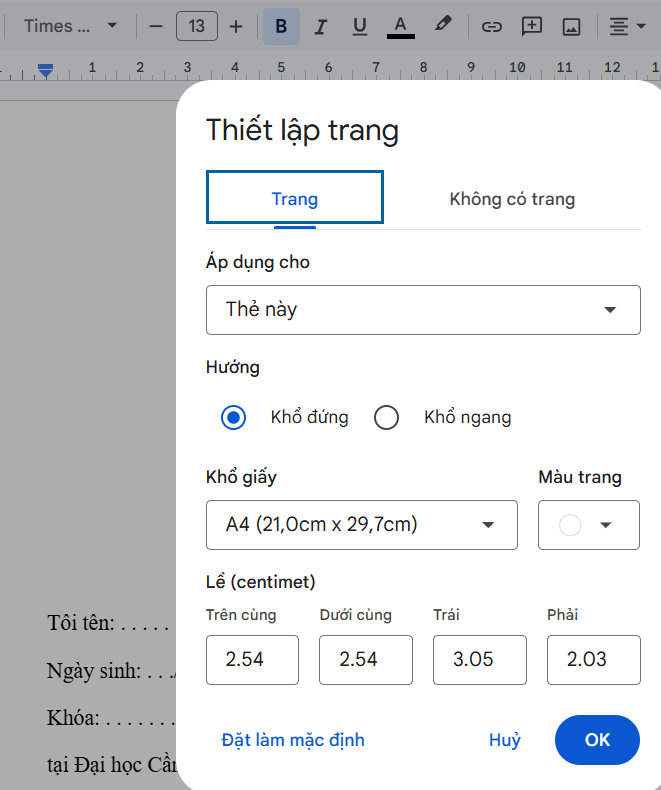 Times ...
13
B I U A
1 2 3 4 5 6 7 8 9 10 11 12
Thiết lập trang
Trang Không có trang
Áp dụng cho
Thẻ này
Hướng
Khổ đứng Khổ ngang
Khổ giấy Màu trang
A4 (21,0cm x 29,7cm)
Lề (centimet)
Trên cùng Dưới cùng Trái Phải
2.54 2.54 3.05 2.03
Đặt làm mặc định Huỷ OK
Tôi tên: . . . . .
Ngày sinh: . . ./
Khóa: . . . . . . .
tại Đại học Cần